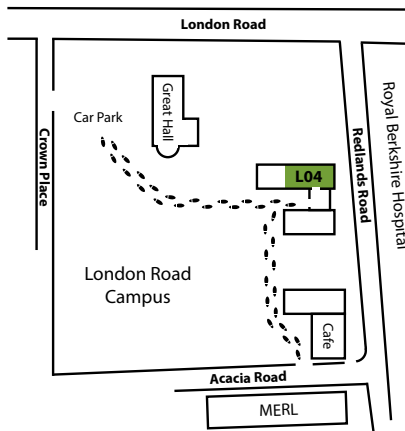 London Road
Great Hall
Car Park
Crown Place
Royal Berkshire Hospital
Redlands Road
L04
London Road
Campus
Cafe
Acacia Road
MERL